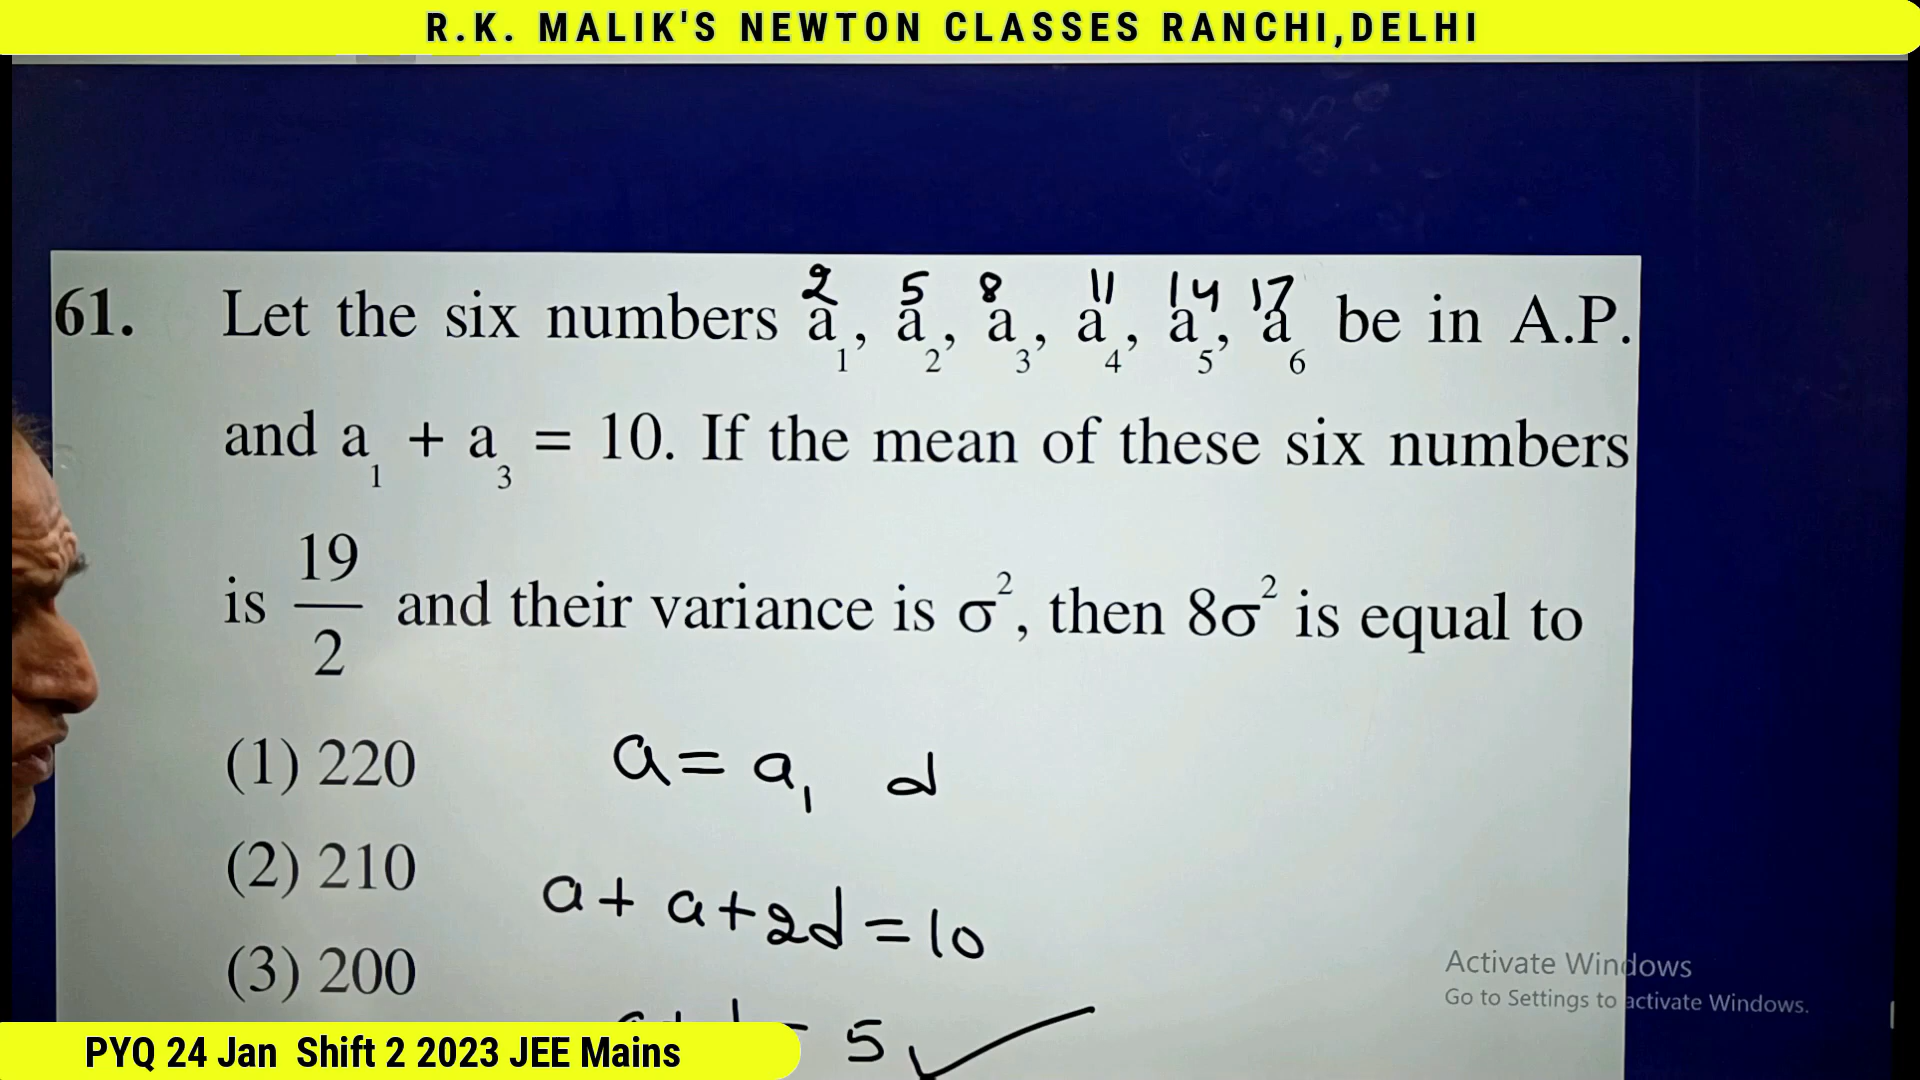 R.K. MALIK'S NEWTON CLASSES RANCHI,DELHI
2 5 8 11 14 17
61. Let the six numbers a₁, a₂, a₃, a₄, a₅, a₆ be in A.P.
and a₁ + a₃ = 10. If the mean of these six numbers
is 19/2 and their variance is σ², then 8σ² is equal to
(1) 220 a = a₁ d
(2) 210 a + a + 2d = 10
(3) 200
= 5
Activate Windows
Go to Settings to activate Windows.
PYQ 24 Jan Shift 2 2023 JEE Mains